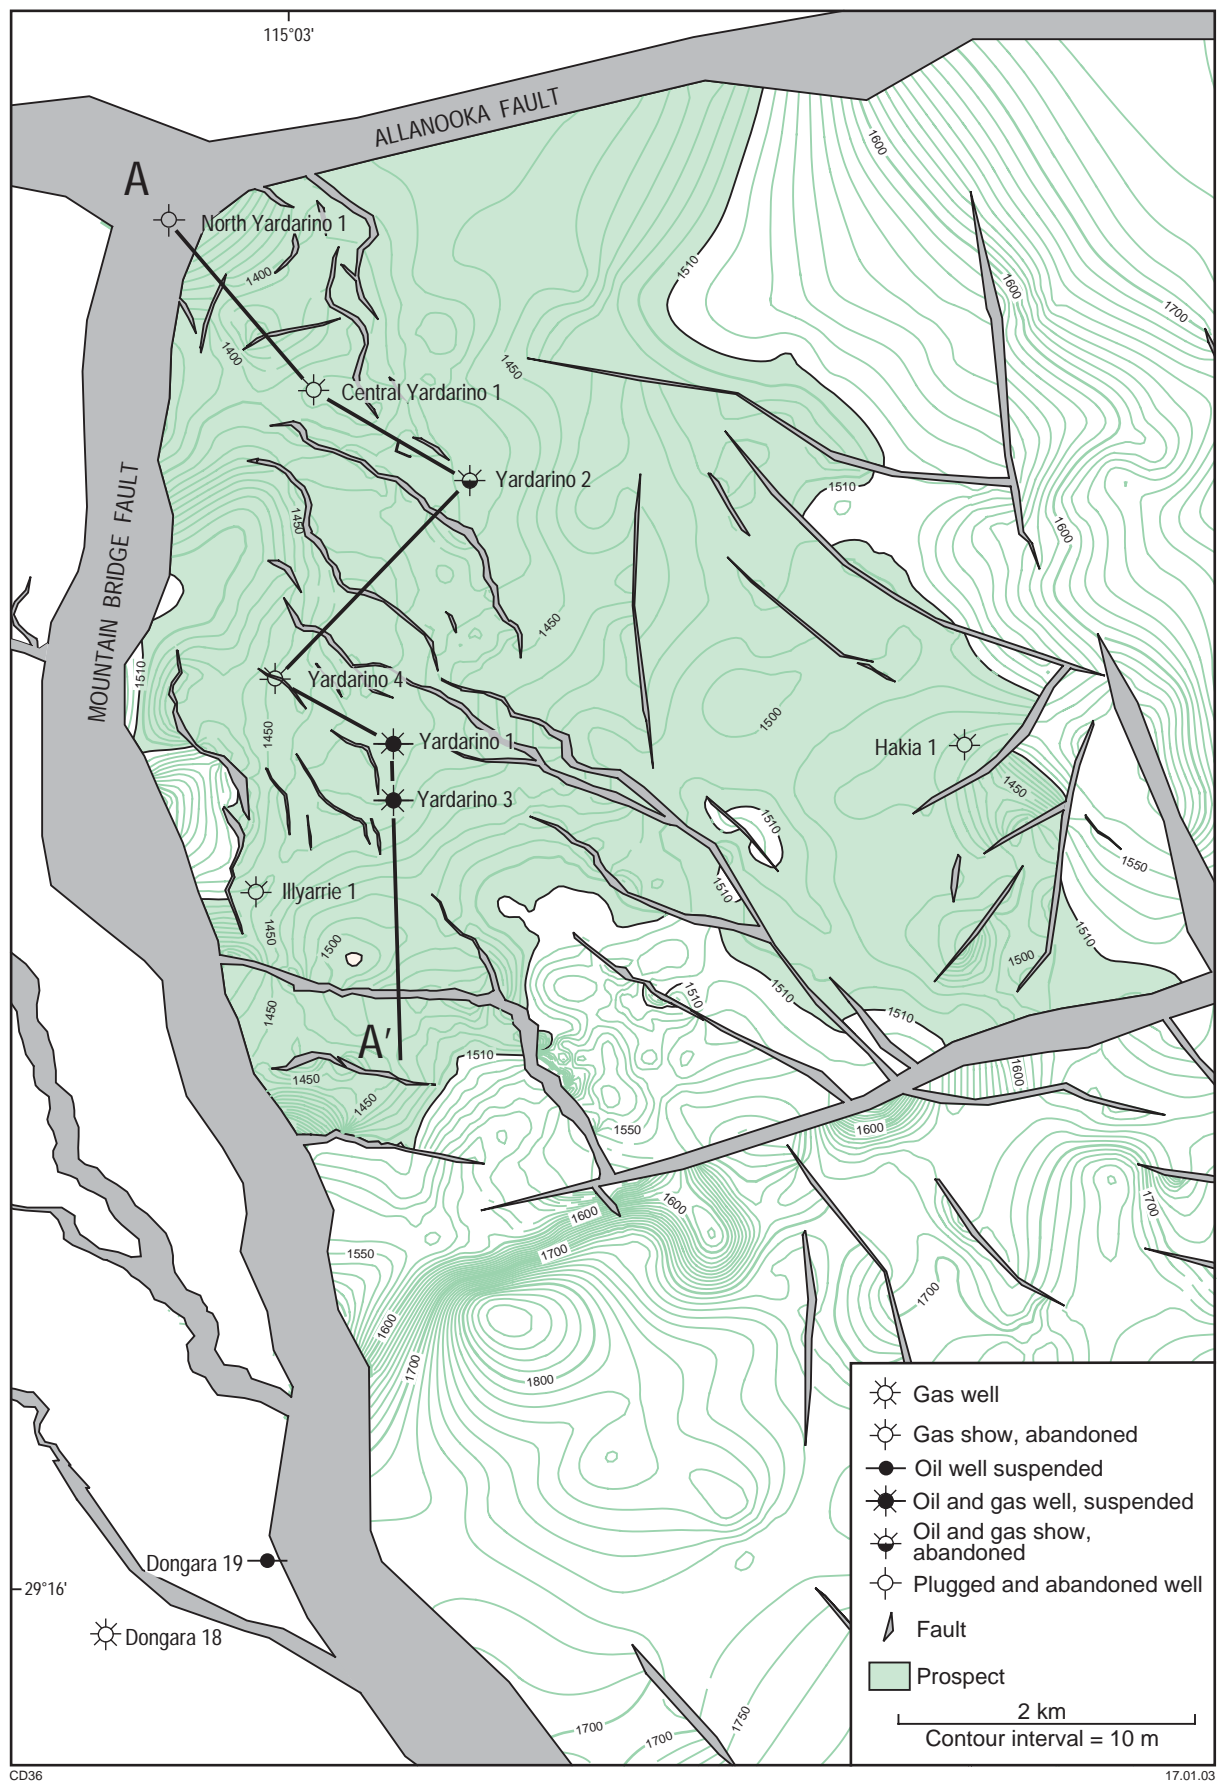 115°03'
ALLANOOKA FAULT
1600
A
North Yardarino 1
1510
1400
1600
1700
1400
1450
Central Yardarino 1
Yardarino 2
1510
1450
1600
MOUNTAIN BRIDGE FAULT
1450
1510
Yardarino 4
1500
1450
Yardarino 1
Hakia 1
1450
Yardarino 3
1510
1550
Illyarrie 1
1510
1450
1500
1510
1500
1510
1510
1450
1510
A'
1510
1450
1600
1450
1550
1600
1600
1600
1700
1550
1700
1700
1600
1700
1800
Gas well
Gas show, abandoned
Oil well suspended
Oil and gas well, suspended
Oil and gas show,
abandoned
Plugged and abandoned well
Fault
Prospect
2 km
Contour interval = 10 m
Dongara 19
29°16'
Dongara 18
1700
1700
1750
CD36
17.01.03